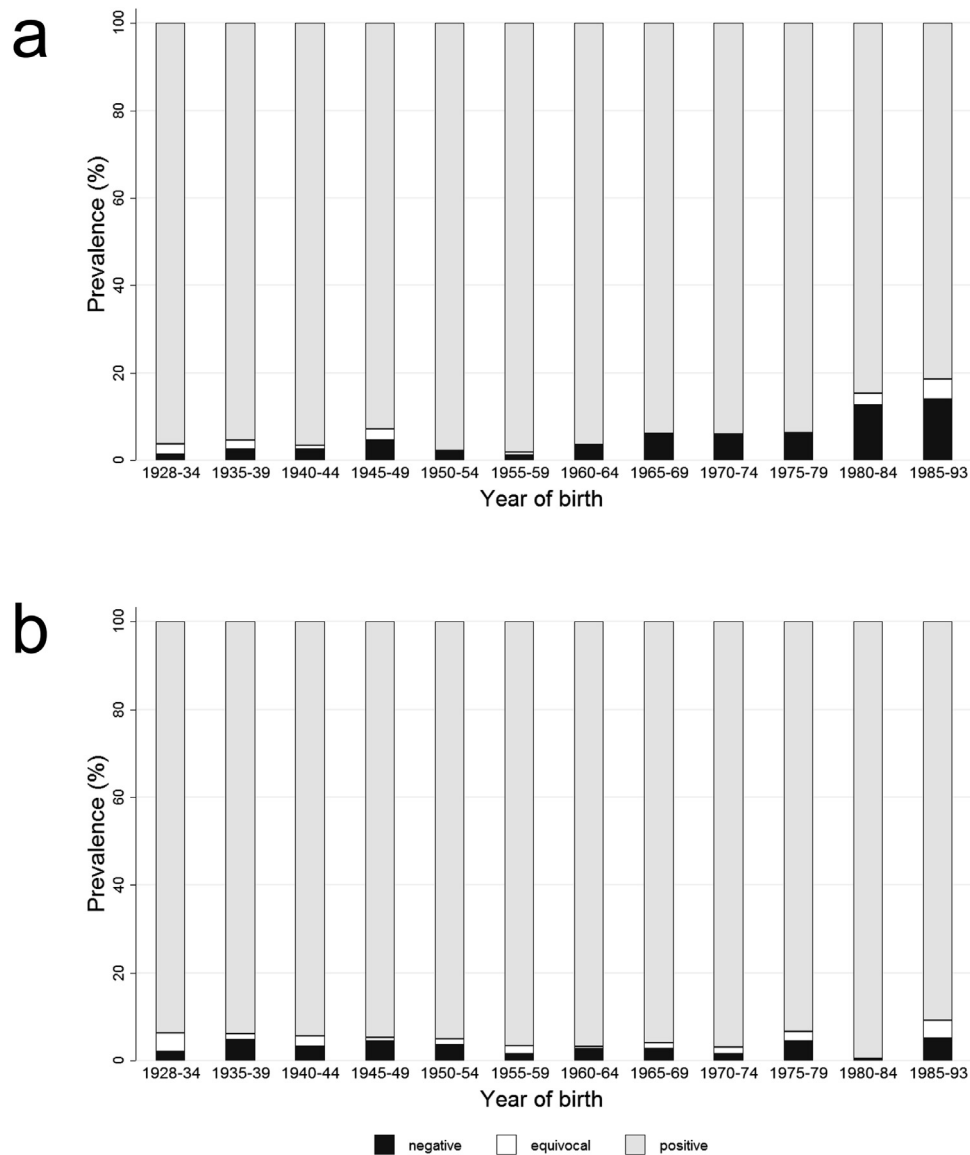 a
Prevalence (%)
100
80
60
40
20
0
1928-34 1935-39 1940-44 1945-49 1950-54 1955-59 1960-64 1965-69 1970-74 1975-79 1980-84 1985-93
Year of birth
b
Prevalence (%)
100
80
60
40
20
0
1928-34 1935-39 1940-44 1945-49 1950-54 1955-59 1960-64 1965-69 1970-74 1975-79 1980-84 1985-93
Year of birth
negative equivocal positive